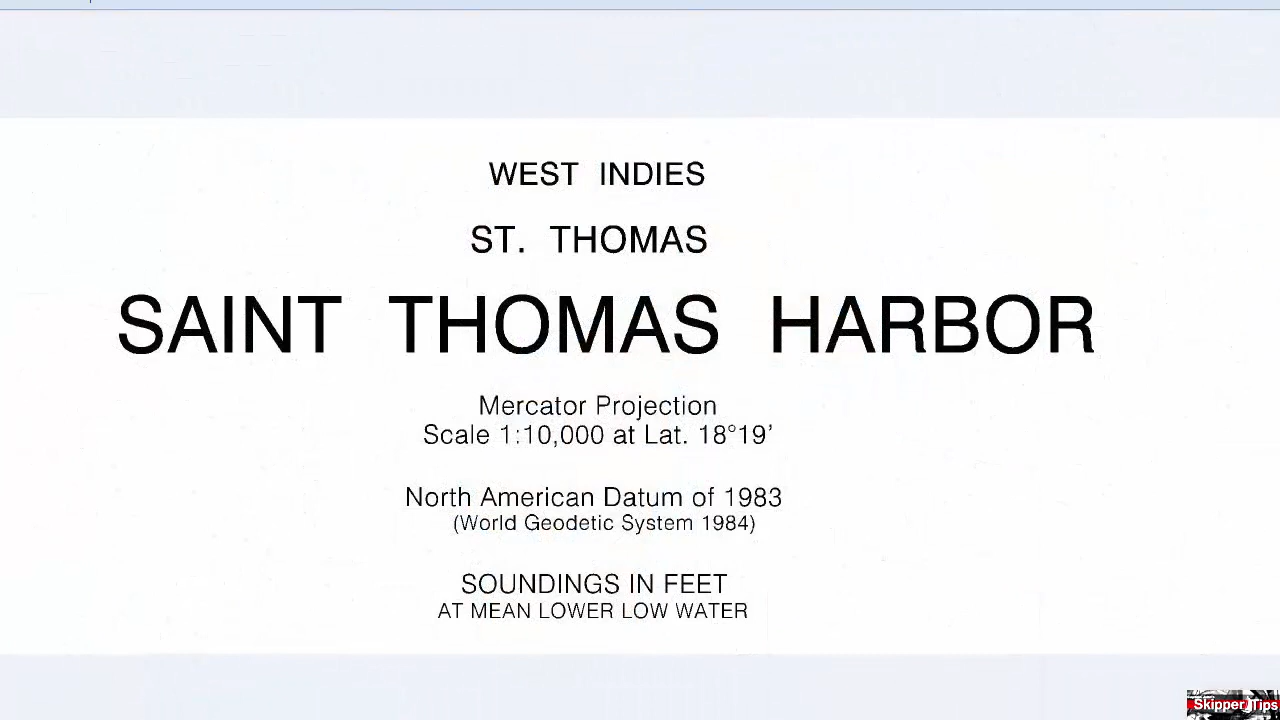 WEST INDIES
ST. THOMAS
SAINT THOMAS HARBOR
Mercator Projection
Scale 1:10,000 at Lat. 18°19’
North American Datum of 1983
(World Geodetic System 1984)
SOUNDINGS IN FEET
AT MEAN LOWER LOW WATER
Skipper Tips